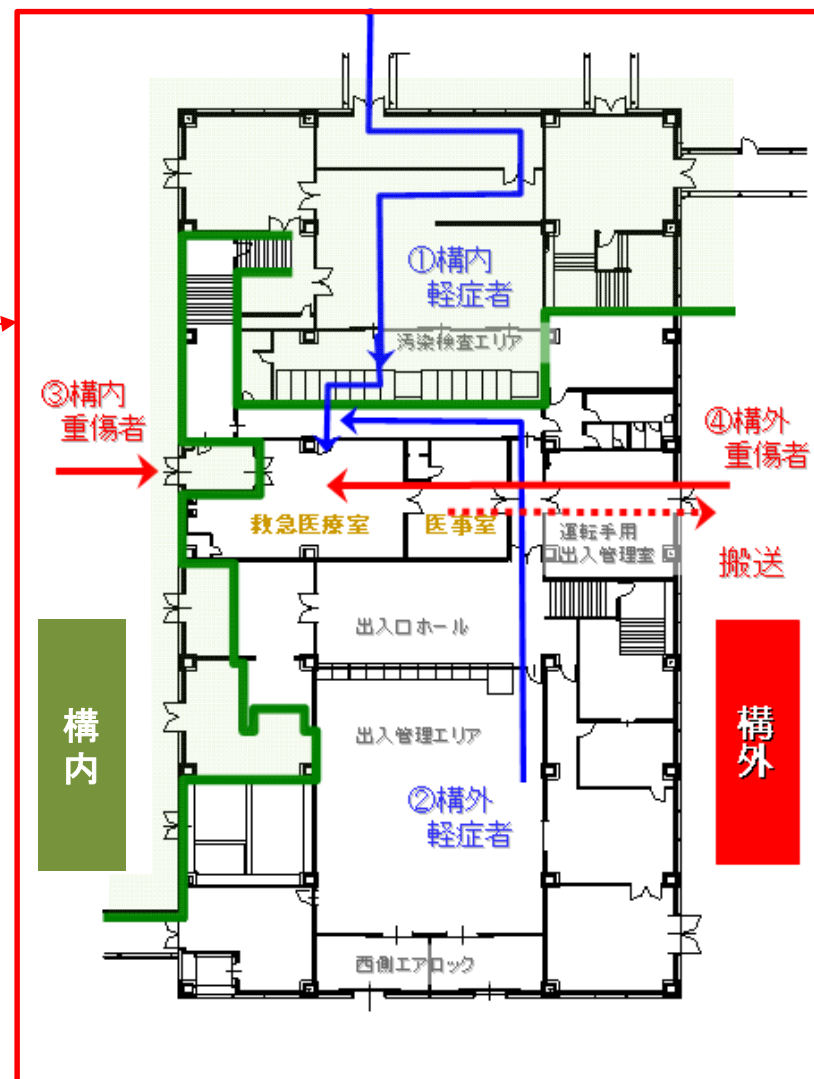 ①構内
軽症者
汚染検査エリア
③構内
重傷者
④構外
重傷者
救急医療室
医事室
運転手用
出入管理室
搬送
出入口ホール
構内
構外
出入管理エリア
②構外
軽症者
西側エアロック